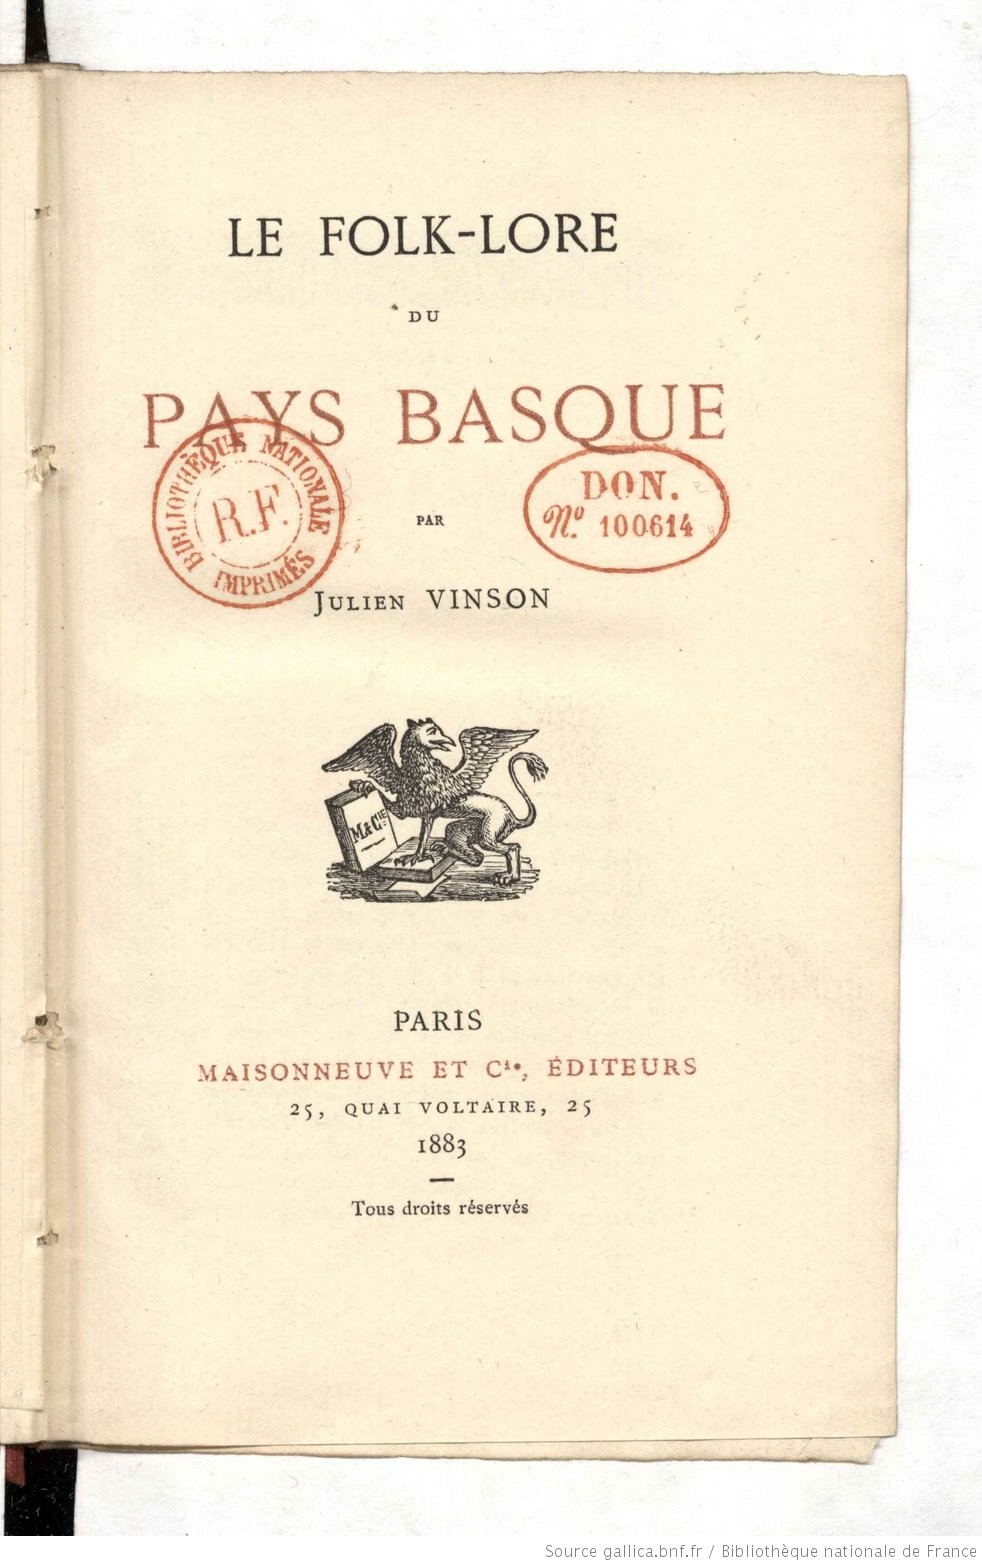 LE FOLK-LORE
DU
PAYS BASQUE
BIBLIOTHÈQUE NATIONALE
R.F.
IMPRIMÉS
DON.
No. 100614
PAR
JULIEN VINSON
M & Cie
PARIS
MAISONNEUVE ET Cie, ÉDITEURS
25, QUAI VOLTAIRE, 25
1883
Tous droits réservés
Source gallica.bnf.fr / Bibliothèque nationale de France